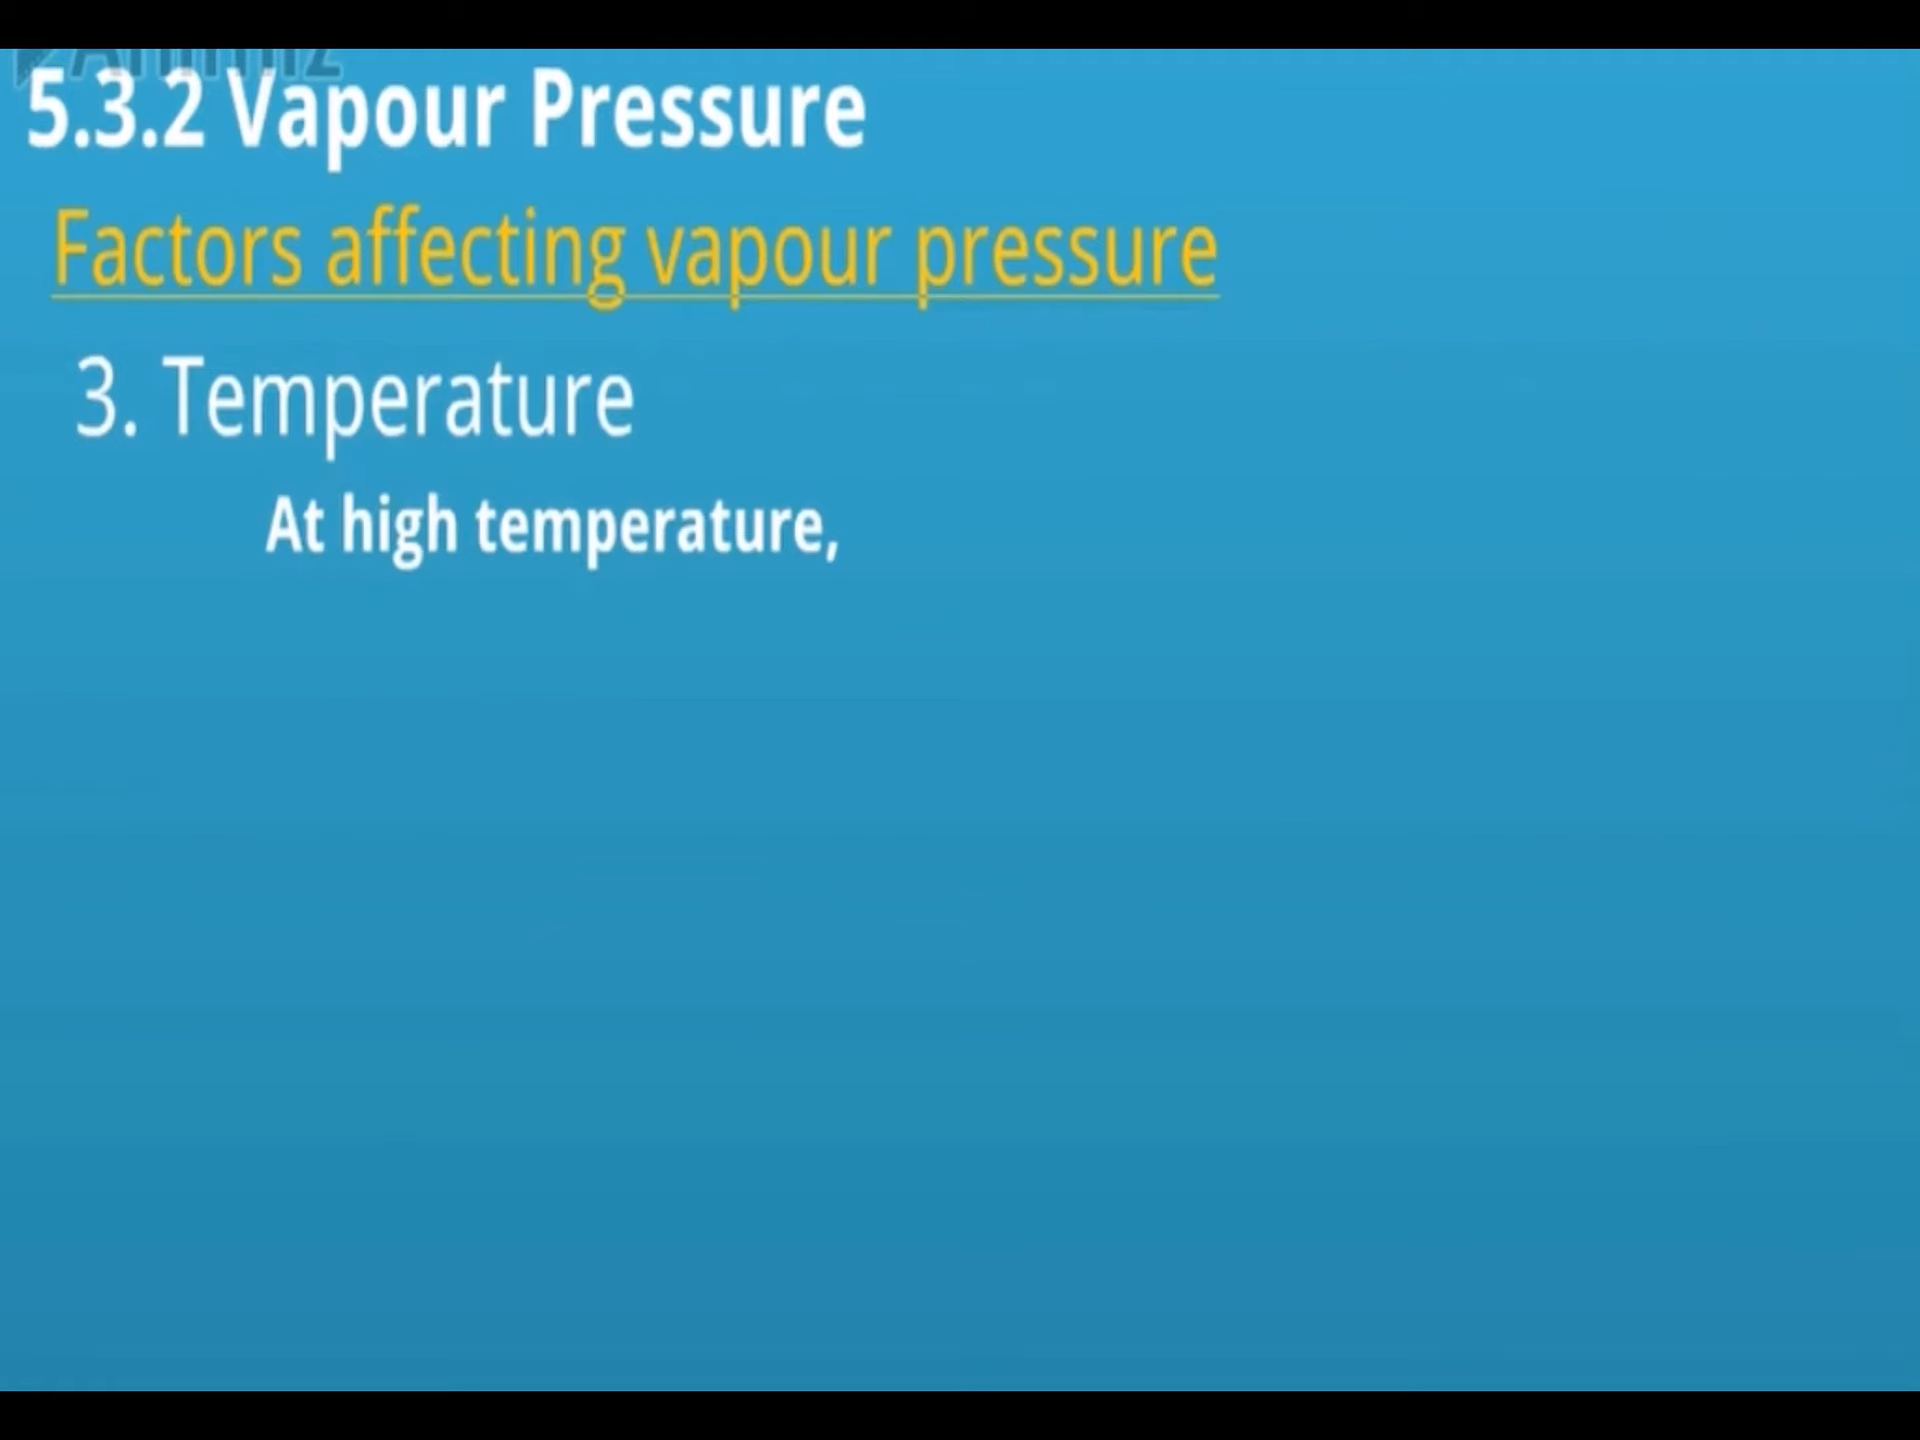 5.3.2 Vapour Pressure
Factors affecting vapour pressure
3. Temperature
At high temperature,